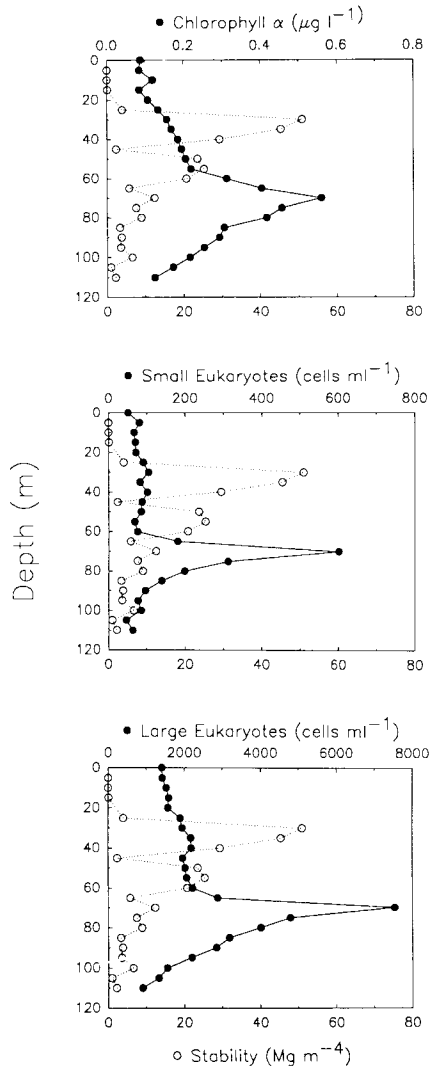 ● Chlorophyll α (μg l⁻¹)
0.0 0.2 0.4 0.6 0.8
0
20
40
60
80
100
120
0 20 40 60 80
● Small Eukaryotes (cells ml⁻¹)
0 200 400 600 800
0
20
40
60
80
100
120
0 20 40 60 80
Depth (m)
● Large Eukaryotes (cells ml⁻¹)
0 2000 4000 6000 8000
0
20
40
60
80
100
120
0 20 40 60 80
○ Stability (Mg m⁻⁴)